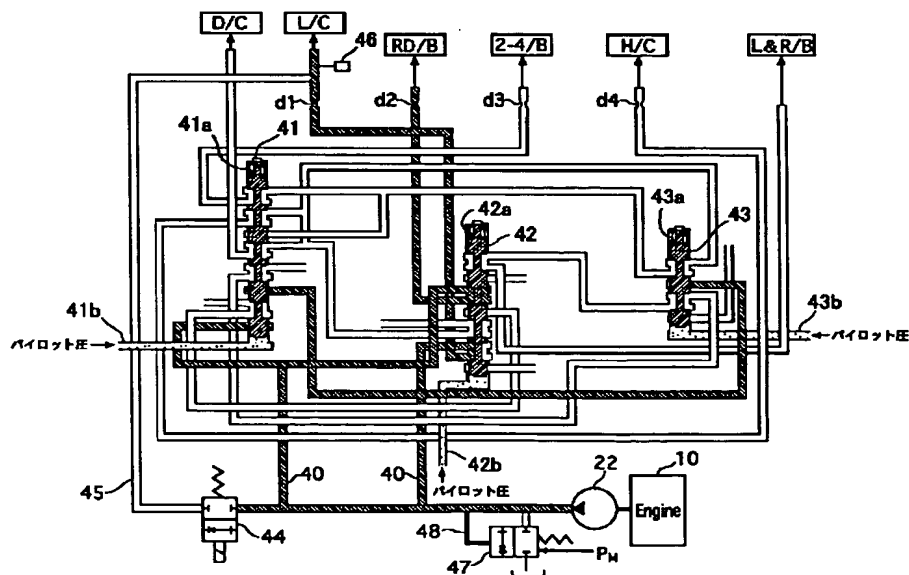 D/C
L/C
46
RD/B
2-4/B
H/C
L&R/B
d1
d2
d3
d4
41
41a
42a
42
43a
43
41b
パイロット圧
43b
パイロット圧
42b
パイロット圧
40
40
45
44
22
10
Engine
48
47
PM